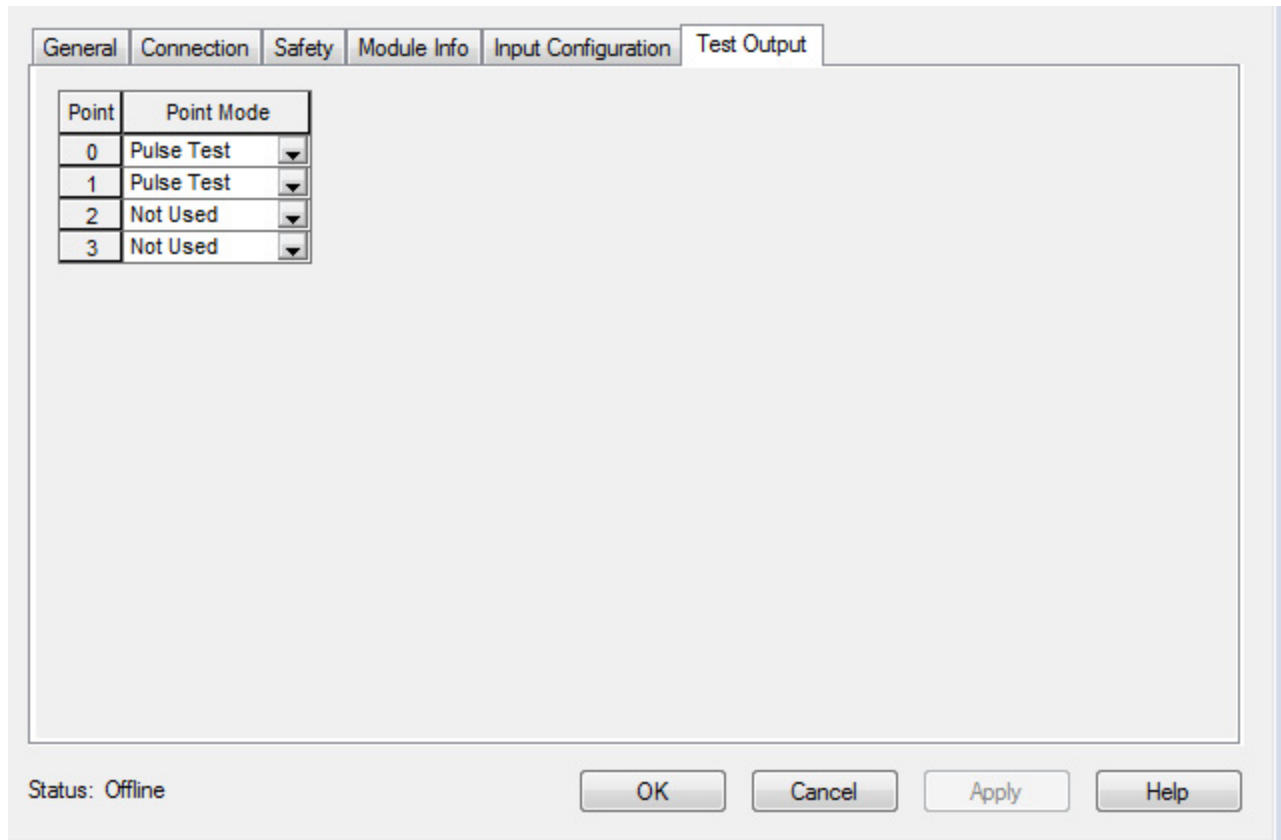 General Connection Safety Module Info Input Configuration Test Output
Point Point Mode
0 Pulse Test
1 Pulse Test
2 Not Used
3 Not Used
Status: Offline OK Cancel Apply Help